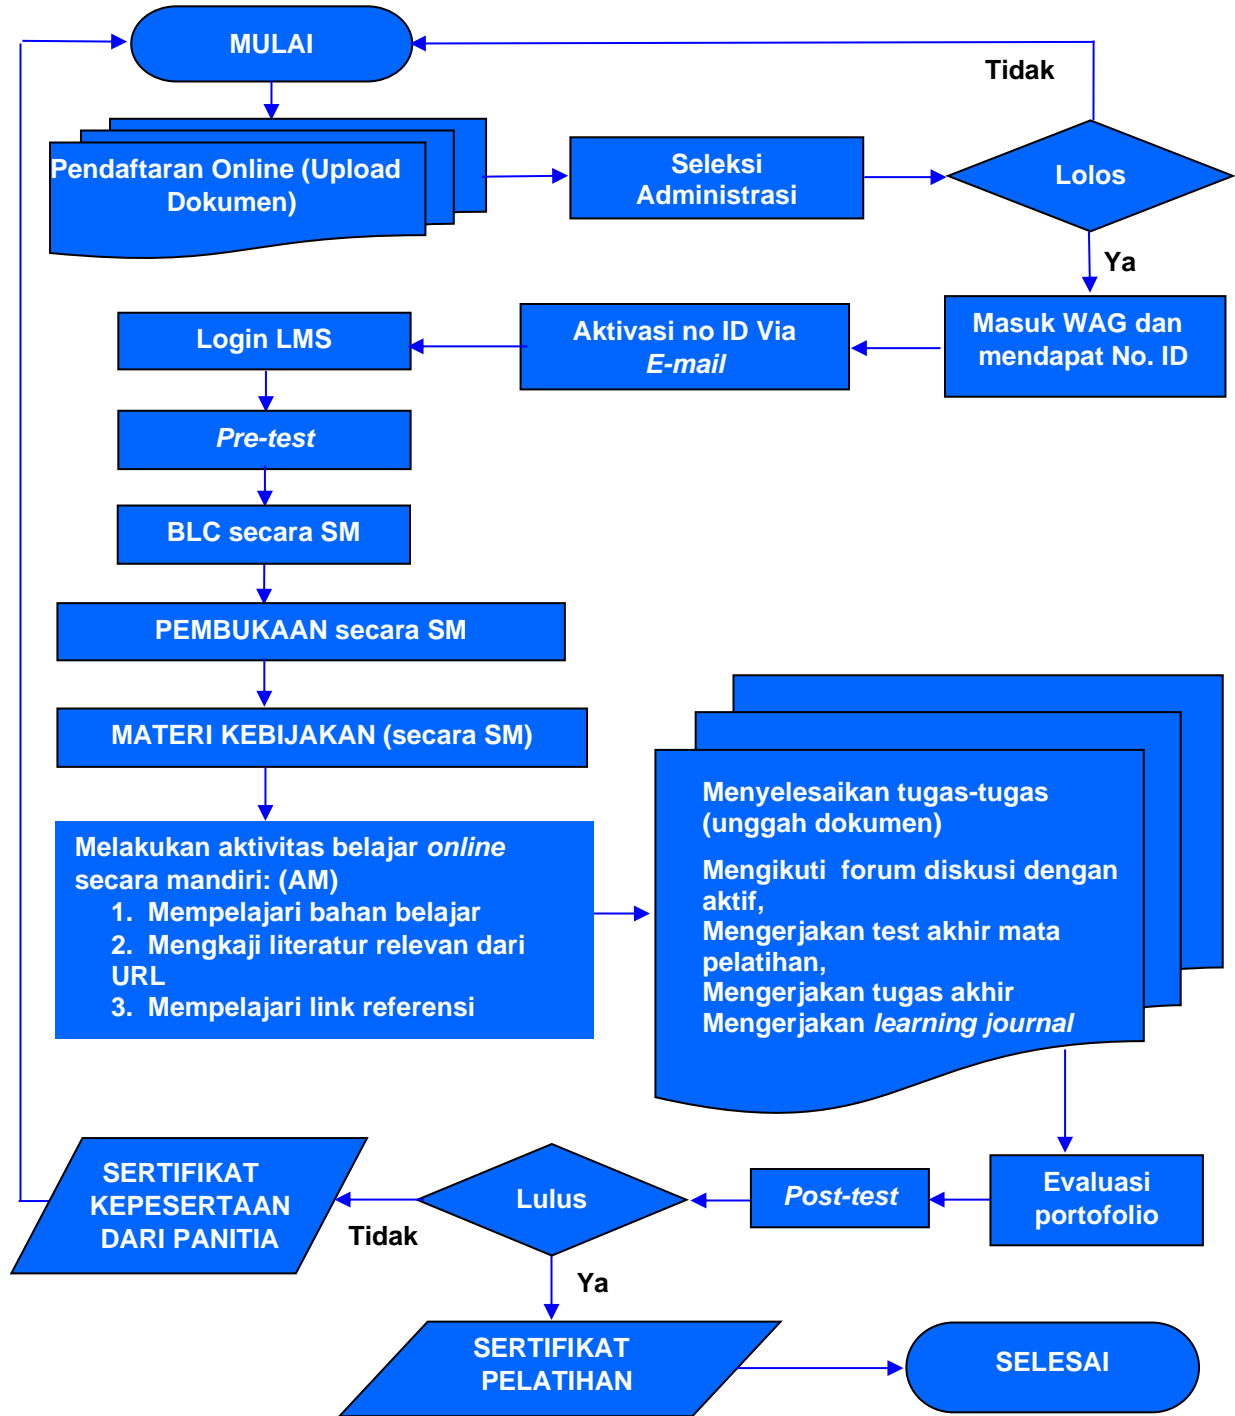 MULAI
Tidak
Pendaftaran Online (Upload
Dokumen)
Seleksi
Administrasi
Lolos
Ya
Masuk WAG dan
mendapat No. ID
Aktivasi no ID Via
E-mail
Login LMS
Pre-test
BLC secara SM
PEMBUKAAN secara SM
MATERI KEBIJAKAN (secara SM)
Melakukan aktivitas belajar online
secara mandiri: (AM)
1. Mempelajari bahan belajar
2. Mengkaji literatur relevan dari
URL
3. Mempelajari link referensi
Menyelesaikan tugas-tugas
(unggah dokumen)
Mengikuti forum diskusi dengan
aktif,
Mengerjakan test akhir mata
pelatihan,
Mengerjakan tugas akhir
Mengerjakan learning journal
Evaluasi
portofolio
Post-test
Lulus
Tidak
SERTIFIKAT
KEPESERTAAN
DARI PANITIA
Ya
SERTIFIKAT
PELATIHAN
SELESAI